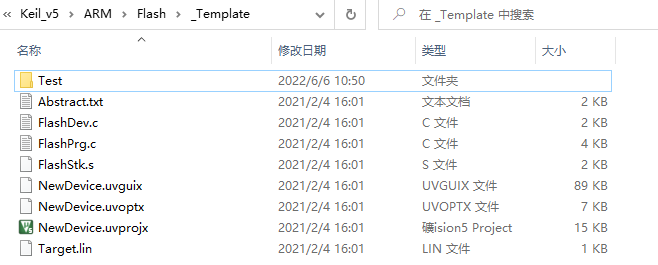 « Keil_v5 › ARM › Flash › _Template
在 _Template 中搜索
名称 修改日期 类型 大小
Test 2022/6/6 10:50 文件夹
Abstract.txt 2021/2/4 16:01 文本文档 2 KB
FlashDev.c 2021/2/4 16:01 C 文件 2 KB
FlashPrg.c 2021/2/4 16:01 C 文件 4 KB
FlashStk.s 2021/2/4 16:01 S 文件 2 KB
NewDevice.uvguix 2021/2/4 16:01 UVGUIX 文件 89 KB
NewDevice.uvoptx 2021/2/4 16:01 UVOPTX 文件 7 KB
NewDevice.uvprojx 2021/2/4 16:01 礦ision5 Project 15 KB
Target.lin 2021/2/4 16:01 LIN 文件 1 KB